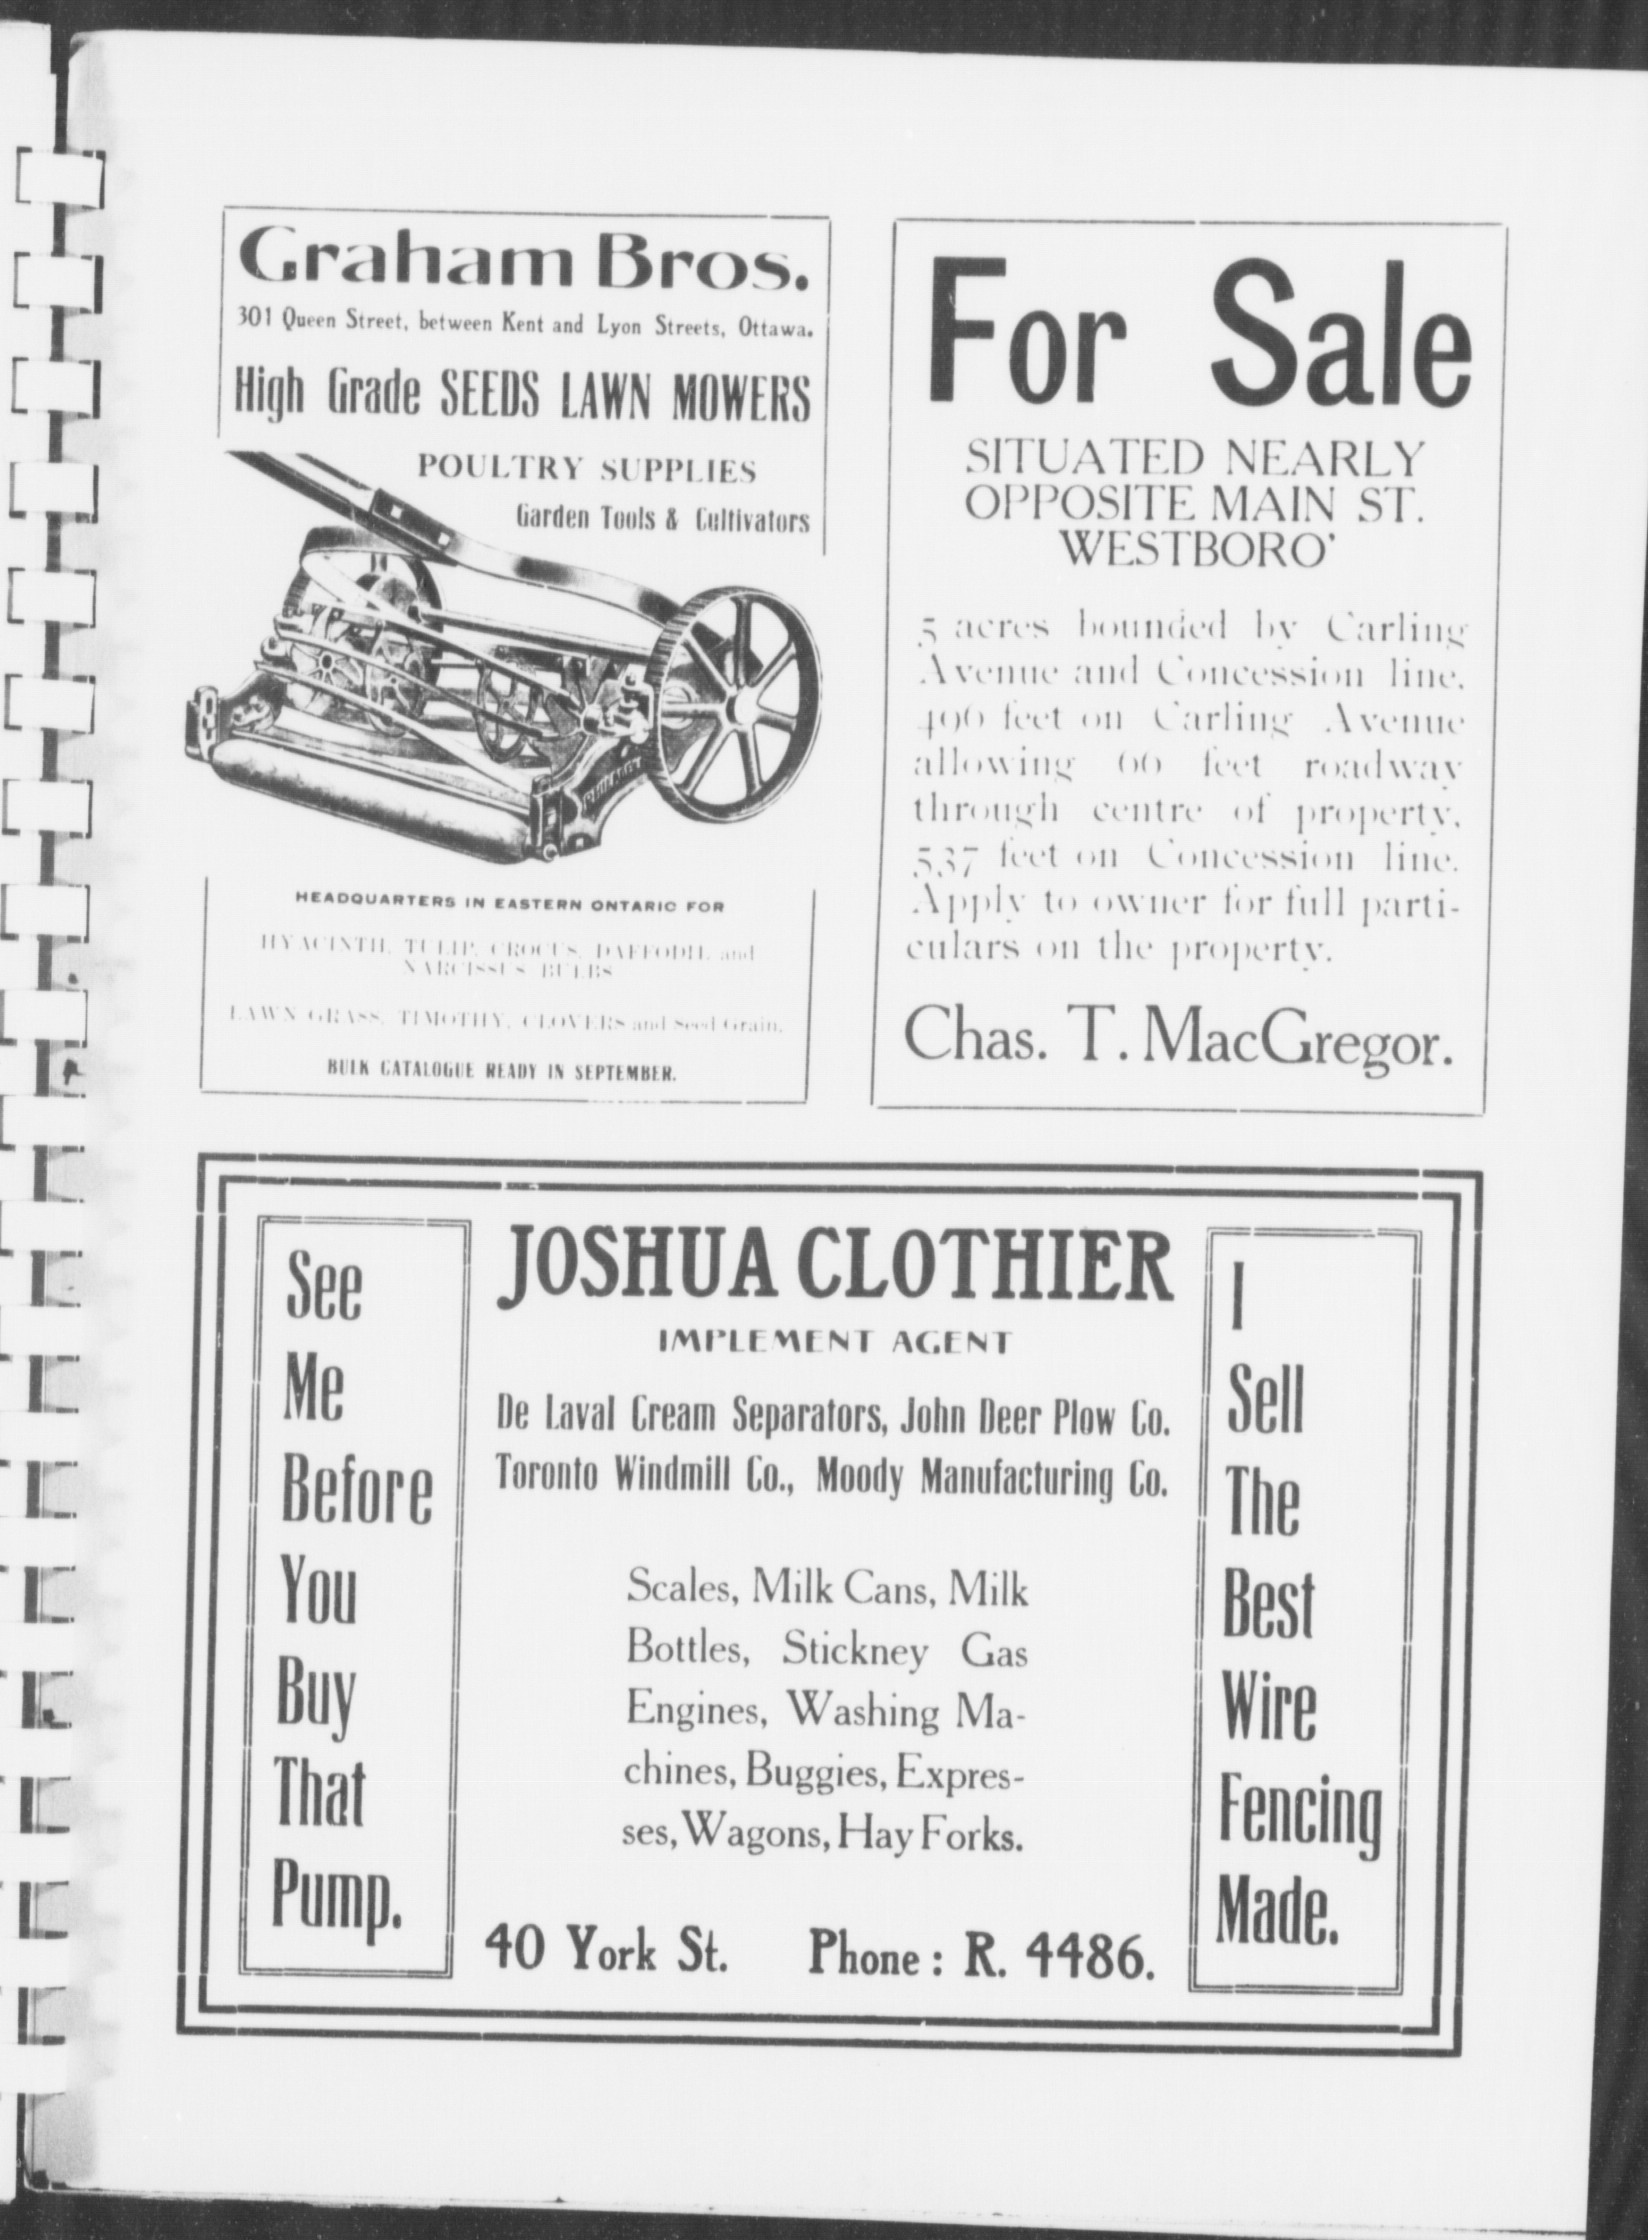 Graham Bros.
301 Queen Street, between Kent and Lyon Streets, Ottawa.
High Grade SEEDS LAWN MOWERS
POULTRY SUPPLIES
Garden Tools & Cultivators
HEADQUARTERS IN EASTERN ONTARIO FOR
HYACINTH, TULIP, CROCUS, DAFFODIL and
NARCISSUS BULBS
LAWN GRASS, TIMOTHY, CLOVERS and Seed Grain.
BULK CATALOGUE READY IN SEPTEMBER.
For Sale
SITUATED NEARLY
OPPOSITE MAIN ST.
WESTBORO'
5 acres bounded by Carling
Avenue and Concession line.
496 feet on Carling Avenue
allowing 66 feet roadway
through centre of property,
537 feet on Concession line.
Apply to owner for full parti-
culars on the property.
Chas. T. MacGregor.
See
Me
Before
You
Buy
That
Pump.
JOSHUA CLOTHIER
IMPLEMENT AGENT
De Laval Cream Separators, John Deer Plow Co.
Toronto Windmill Co., Moody Manufacturing Co.
Scales, Milk Cans, Milk
Bottles, Stickney Gas
Engines, Washing Ma-
chines, Buggies, Expres-
ses, Wagons, Hay Forks.
40 York St. Phone: R. 4486.
I
Sell
The
Best
Wire
Fencing
Made.